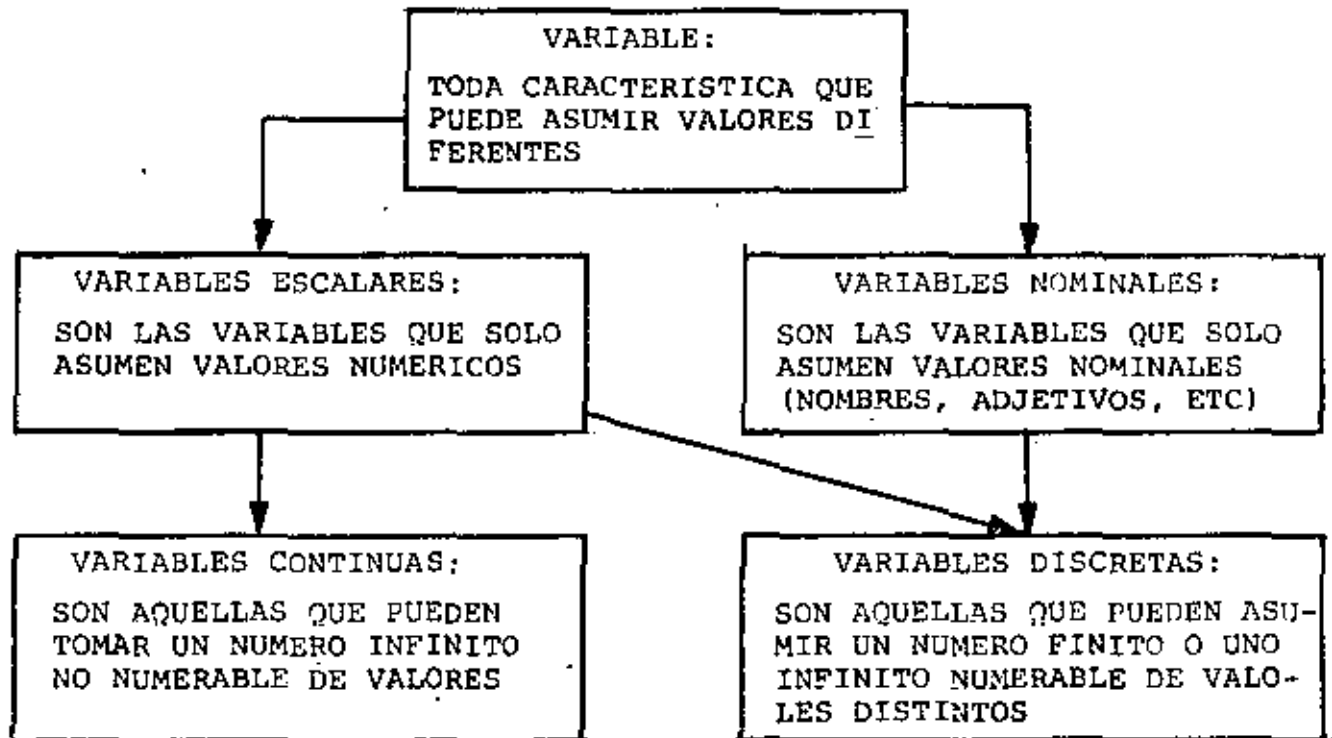 VARIABLE:
TODA CARACTERISTICA QUE
PUEDE ASUMIR VALORES DI
FERENTES
VARIABLES ESCALARES:
SON LAS VARIABLES QUE SOLO
ASUMEN VALORES NUMERICOS
VARIABLES NOMINALES:
SON LAS VARIABLES QUE SOLO
ASUMEN VALORES NOMINALES
(NOMBRES, ADJETIVOS, ETC)
VARIABLES CONTINUAS:
SON AQUELLAS QUE PUEDEN
TOMAR UN NUMERO INFINITO
NO NUMERABLE DE VALORES
VARIABLES DISCRETAS:
SON AQUELLAS QUE PUEDEN ASU-
MIR UN NUMERO FINITO O UNO
INFINITO NUMERABLE DE VALO-
LES DISTINTOS